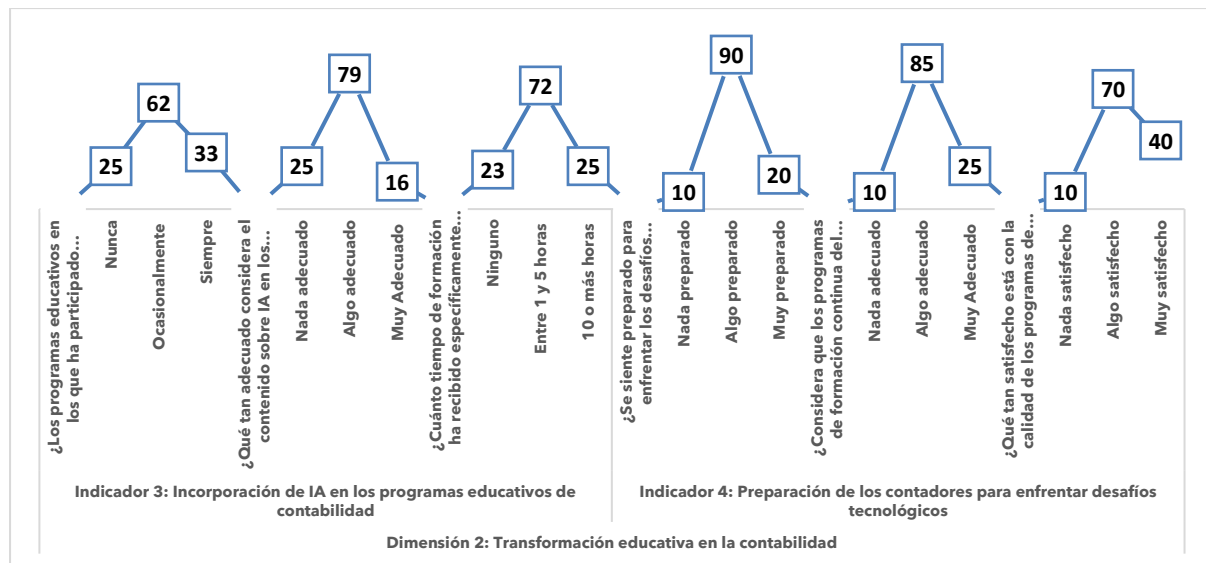 25
62
33
25
79
16
23
72
25
10
90
20
10
85
25
10
70
40
¿Los programas educativos en
los que ha participado...
Nunca
Ocasionalmente
Siempre
¿Qué tan adecuado considera el
contenido sobre IA en los...
Nada adecuado
Algo adecuado
Muy Adecuado
¿Cuánto tiempo de formación
ha recibido específicamente...
Ninguno
Entre 1 y 5 horas
10 o más horas
¿Se siente preparado para
enfrentar los desafíos...
Nada preparado
Algo preparado
Muy preparado
¿Considera que los programas
de formación continua del...
Nada adecuado
Algo adecuado
Muy Adecuado
¿Qué tan satisfecho está con la
calidad de los programas de...
Nada satisfecho
Algo satisfecho
Muy satisfecho
Indicador 3: Incorporación de IA en los programas educativos de
contabilidad
Indicador 4: Preparación de los contadores para enfrentar desafíos
tecnológicos
Dimensión 2: Transformación educativa en la contabilidad